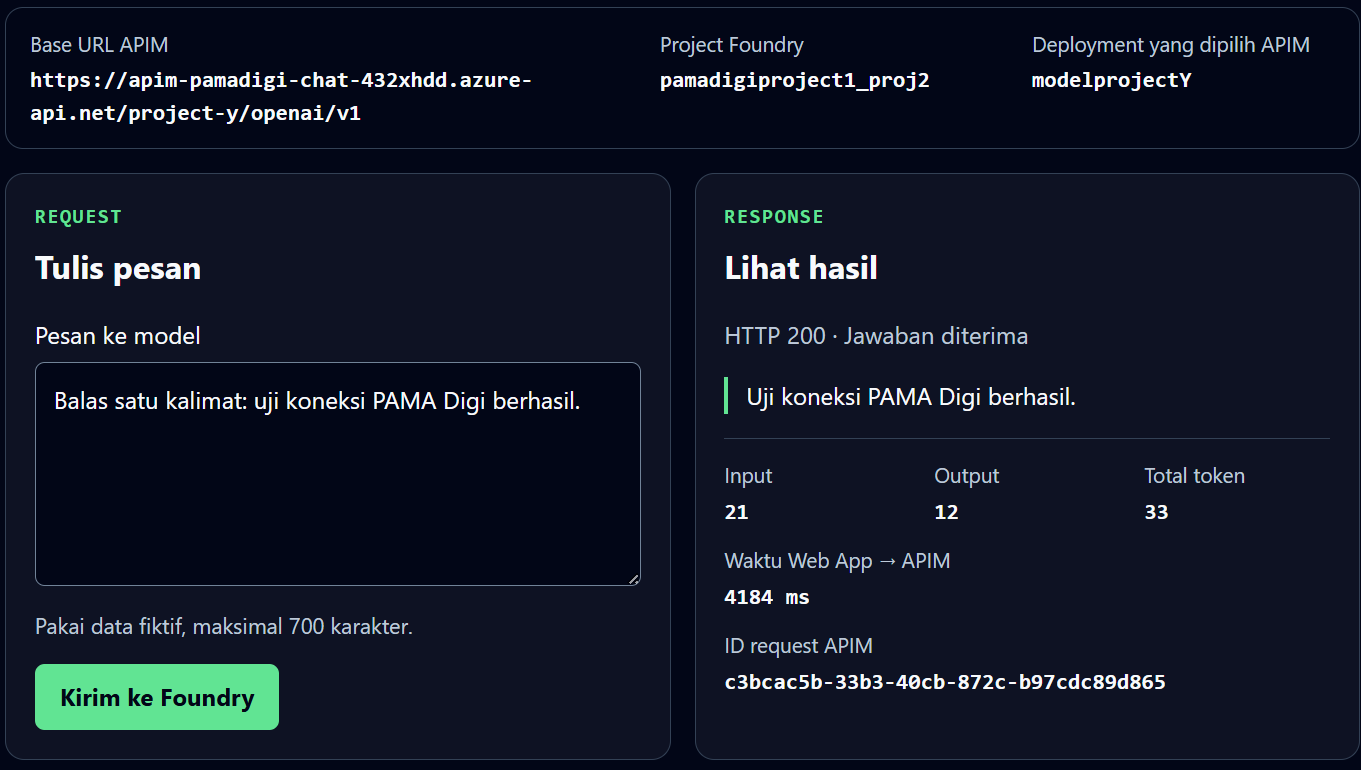 Base URL APIM
https://apim-pamadigi-chat-432xhdd.azure-
api.net/project-y/openai/v1
Project Foundry
pamadigiproject1_proj2
Deployment yang dipilih APIM
modelprojectY
REQUEST
Tulis pesan
Pesan ke model
Balas satu kalimat: uji koneksi PAMA Digi berhasil.
Pakai data fiktif, maksimal 700 karakter.
Kirim ke Foundry
RESPONSE
Lihat hasil
HTTP 200 · Jawaban diterima
Uji koneksi PAMA Digi berhasil.
Input
21
Output
12
Total token
33
Waktu Web App → APIM
4184 ms
ID request APIM
c3bcac5b-33b3-40cb-872c-b97cdc89d865